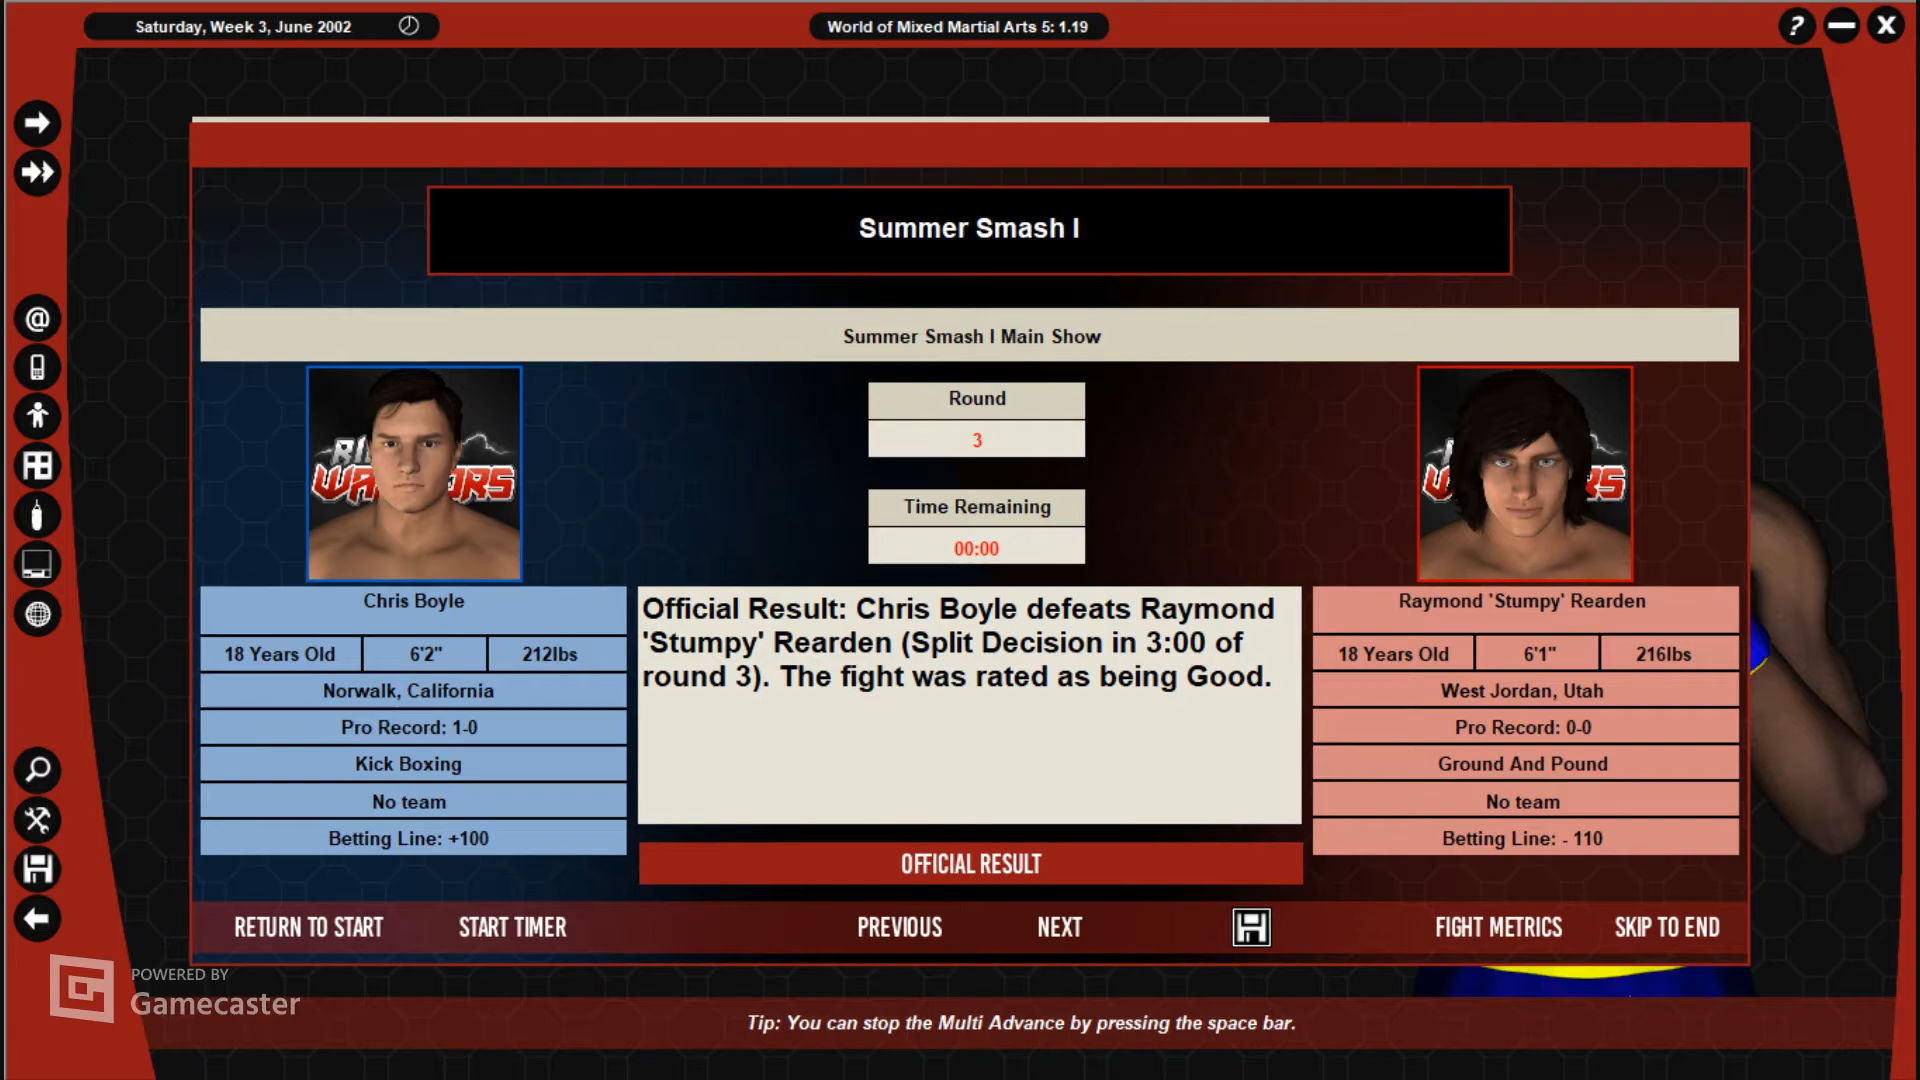 Saturday, Week 3, June 2002
World of Mixed Martial Arts 5: 1.19
?
X
Summer Smash I
Summer Smash I Main Show
Round
3
Time Remaining
00:00
Chris Boyle
18 Years Old 6'2" 212lbs
Norwalk, California
Pro Record: 1-0
Kick Boxing
No team
Betting Line: +100
Official Result: Chris Boyle defeats Raymond
'Stumpy' Rearden (Split Decision in 3:00 of
round 3). The fight was rated as being Good.
OFFICIAL RESULT
Raymond 'Stumpy' Rearden
18 Years Old 6'1" 216lbs
West Jordan, Utah
Pro Record: 0-0
Ground And Pound
No team
Betting Line: - 110
RETURN TO START START TIMER PREVIOUS NEXT FIGHT METRICS SKIP TO END
POWERED BY
Gamecaster
Tip: You can stop the Multi Advance by pressing the space bar.